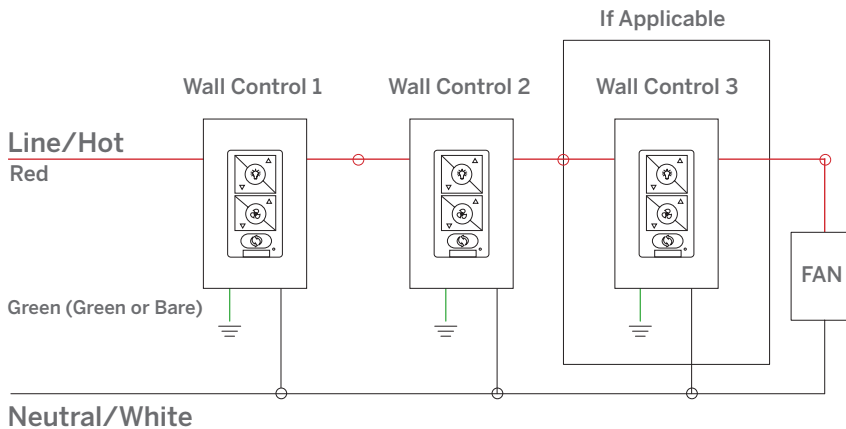 If Applicable
Wall Control 1
Wall Control 2
Wall Control 3
Line/Hot
Red
FAN
Green (Green or Bare)
Neutral/White